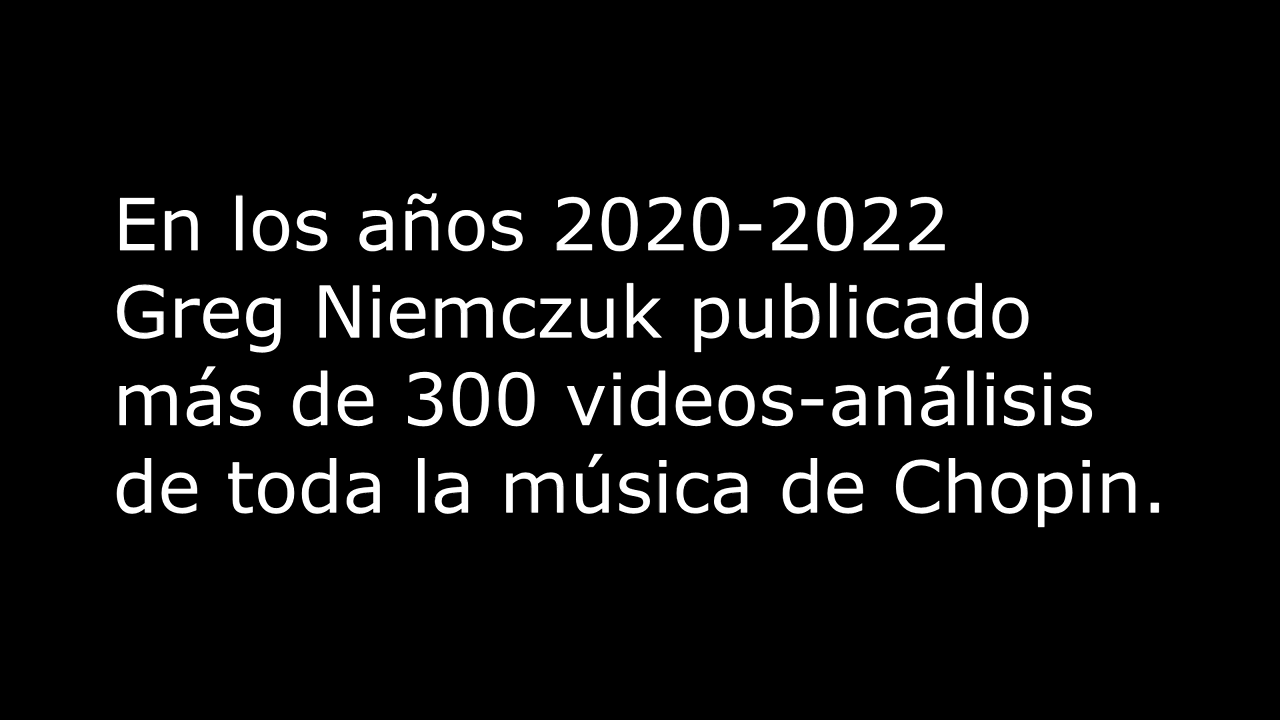 En los años 2020-2022
Greg Niemczuk publicado
más de 300 videos-análisis
de toda la música de Chopin.